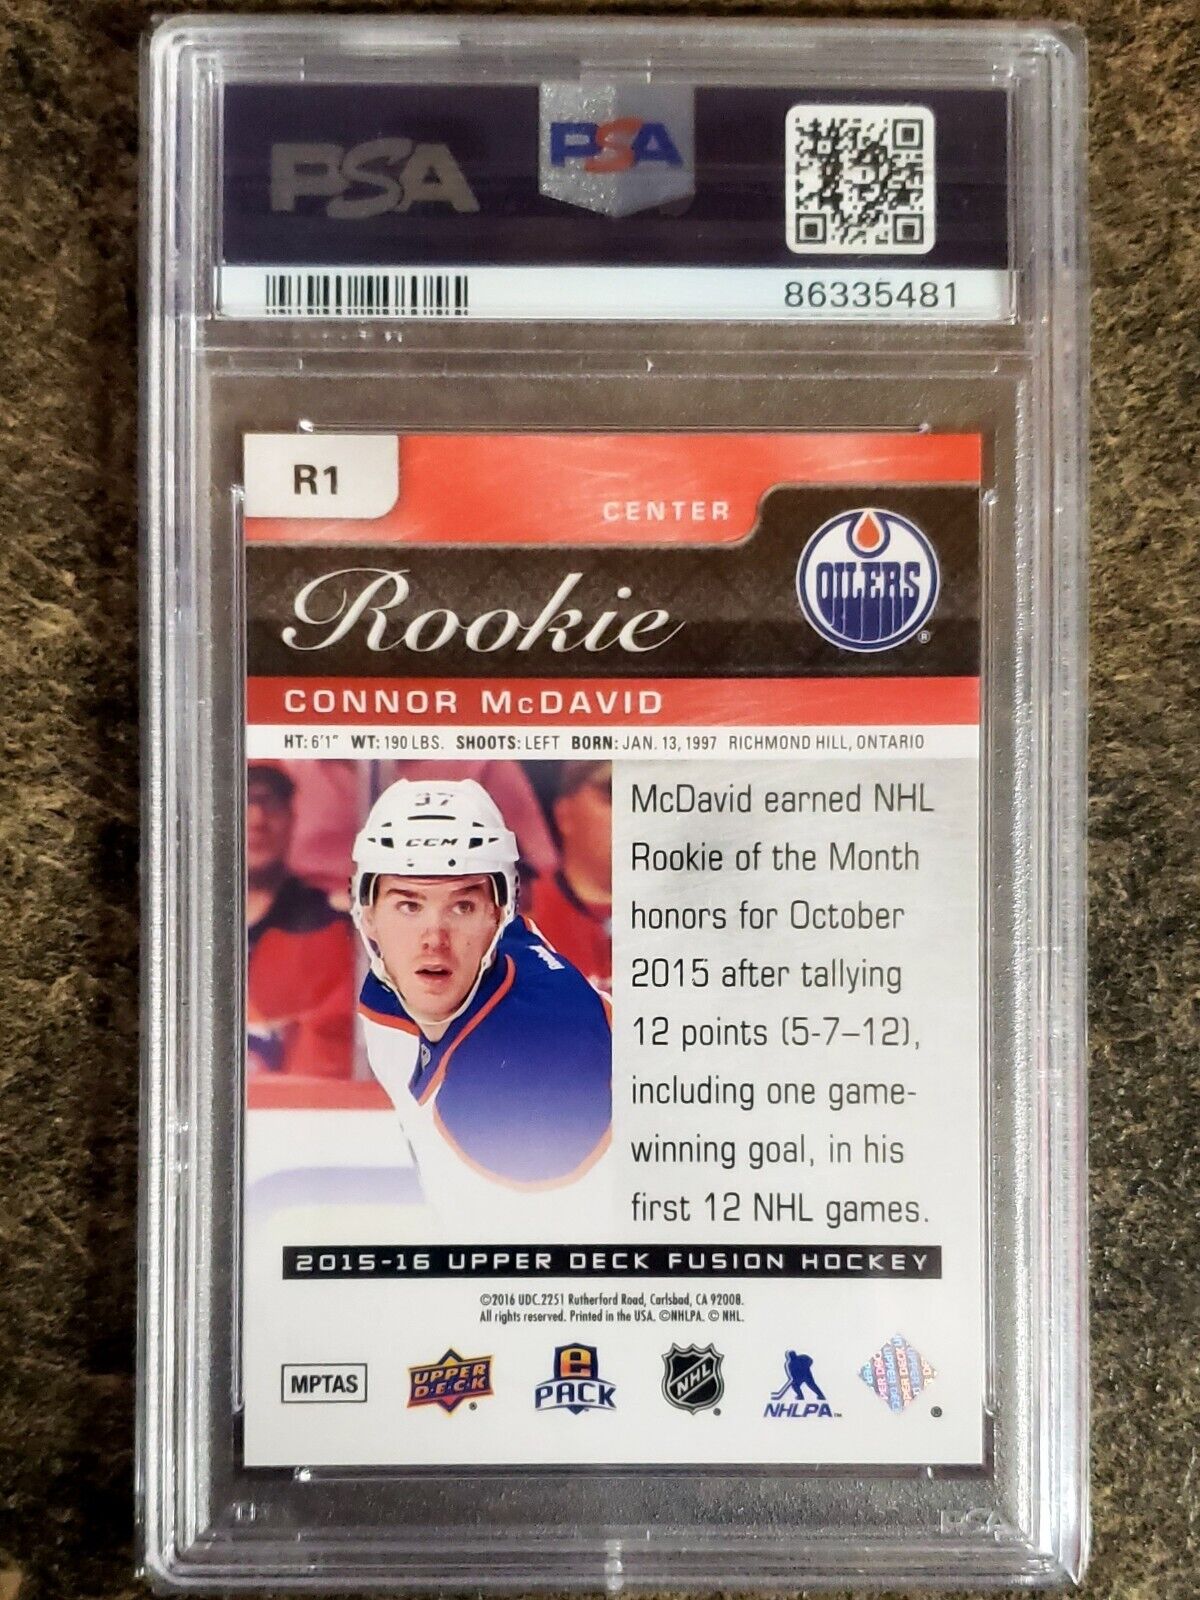 PSA
PSA
86335481
R1
CENTER
OILERS
®
Rookie
CONNOR McDAVID
HT: 6'1" WT: 190 LBS. SHOOTS: LEFT BORN: JAN. 13, 1997 RICHMOND HILL, ONTARIO
CCM
McDavid earned NHL
Rookie of the Month
honors for October
2015 after tallying
12 points (5-7–12),
including one game-
winning goal, in his
first 12 NHL games.
2015-16 UPPER DECK FUSION HOCKEY
©2016 UDC.2251 Rutherford Road, Carlsbad, CA 92008.
All rights reserved. Printed in the USA. ©NHLPA. © NHL.
MPTAS
UPPER
DECK
®
e
PACK
NHL
®
NHLPA™
®
PSA